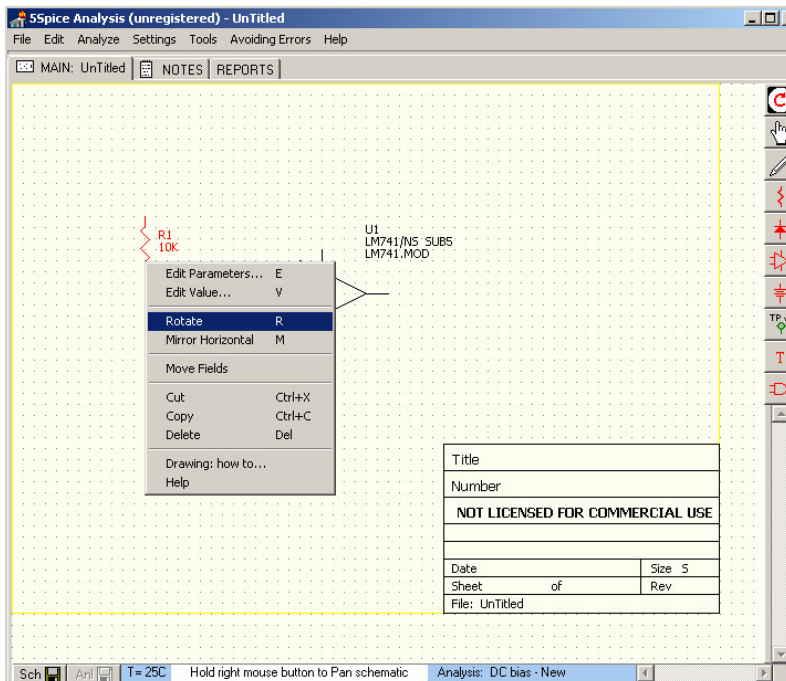 5Spice Analysis (unregistered) - UnTitled
File Edit Analyze Settings Tools Avoiding Errors Help
MAIN: UnTitled NOTES REPORTS
R1
10K
U1
LM741/NS SUB5
LM741.MOD
Edit Parameters... E
Edit Value... V
Rotate R
Mirror Horizontal M
Move Fields
Cut Ctrl+X
Copy Ctrl+C
Delete Del
Drawing: how to...
Help
TP
T
Title
Number
NOT LICENSED FOR COMMERCIAL USE
Date Size S
Sheet of Rev
File: UnTitled
Sch Anl T= 25C Hold right mouse button to Pan schematic Analysis: DC bias - New